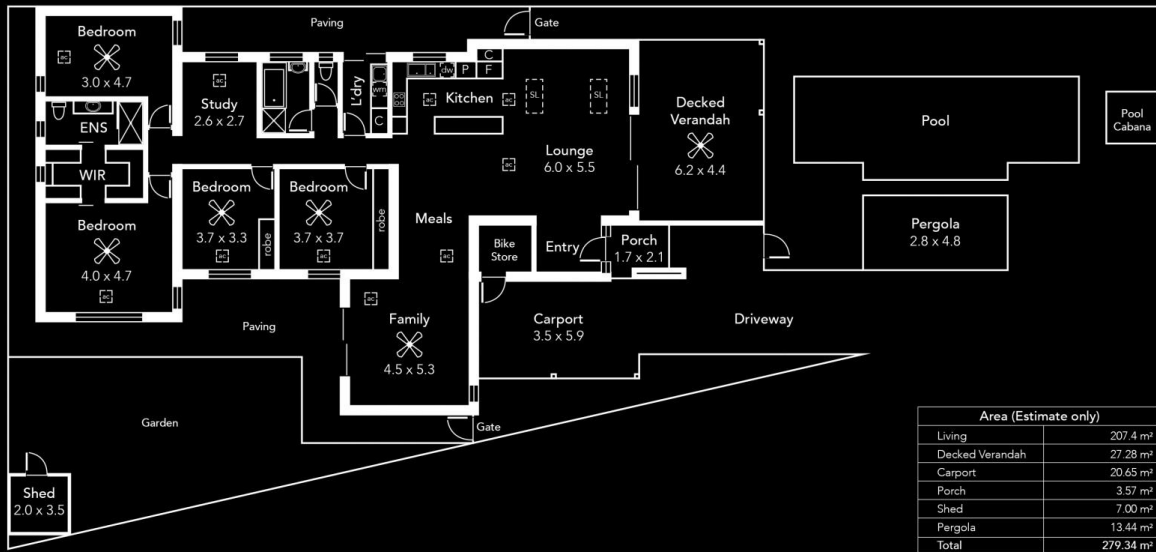 Paving
Gate
Bedroom
3.0 x 4.7
ac
Study
2.6 x 2.7
ac
ENS
WIR
L'dry
wm
C
dw
P
C
F
Kitchen
ac
ac
SL
SL
Lounge
6.0 x 5.5
ac
Decked
Verandah
6.2 x 4.4
Pool
Pool
Cabana
Bedroom
4.0 x 4.7
ac
Bedroom
3.7 x 3.3
ac
robe
Bedroom
3.7 x 3.7
ac
robe
Meals
ac
Bike
Store
Entry
Porch
1.7 x 2.1
Pergola
2.8 x 4.8
Paving
ac
Family
4.5 x 5.3
Carport
3.5 x 5.9
Driveway
Garden
Gate
Shed
2.0 x 3.5
Area (Estimate only)
Living 207.4 m²
Decked Verandah 27.28 m²
Carport 20.65 m²
Porch 3.57 m²
Shed 7.00 m²
Pergola 13.44 m²
Total 279.34 m²